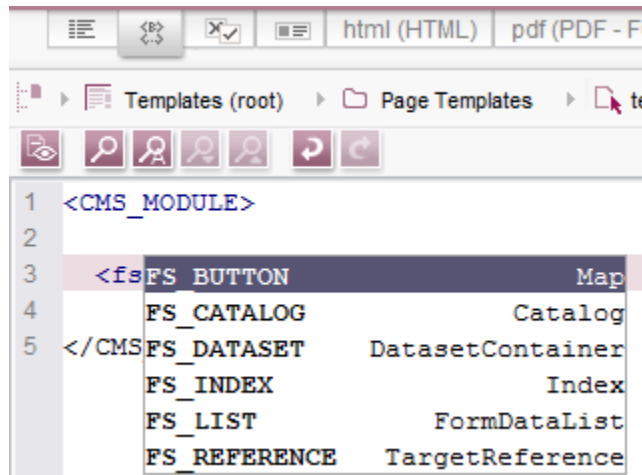 html (HTML) pdf (PDF - F
Templates (root) Page Templates te
1 <CMS_MODULE>
2
3 <fs FS_BUTTON Map
4 FS_CATALOG Catalog
5 </CMS FS_DATASET DatasetContainer
FS_INDEX Index
FS_LIST FormDataList
FS_REFERENCE TargetReference